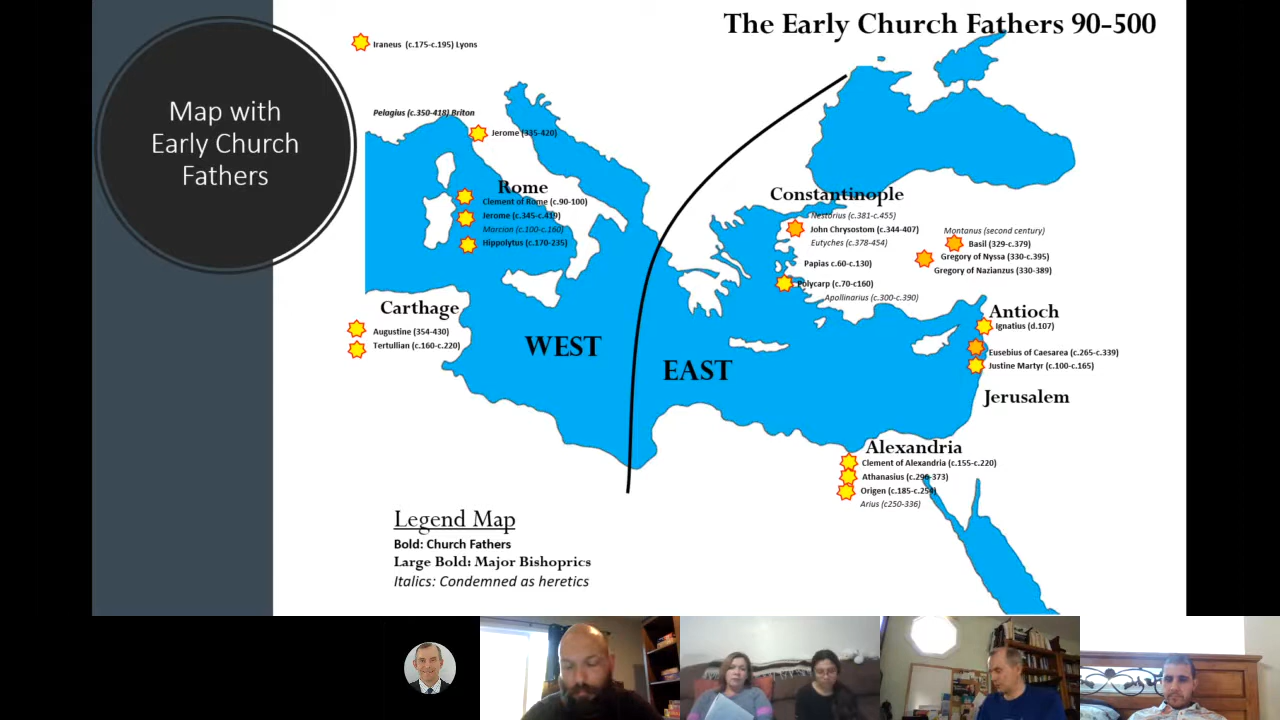 Map with
Early Church
Fathers
The Early Church Fathers 90-500
Iraneus (c.175-c.195) Lyons
Pelagius (c.350-418) Briton
Jerome (335-420)
Rome
Clement of Rome (c.90-100)
Jerome (c.345-c.419)
Marcion (c.100-c.160)
Hippolytus (c.170-235)
Carthage
Augustine (354-430)
Tertullian (c.160-c.220)
WEST
EAST
Constantinople
Nestorius (c.381-c.455)
John Chrysostom (c.344-407)
Eutyches (c.378-454)
Papias c.60-c.130)
Polycarp (c.70-c160)
Apollinarius (c.300-c.390)
Montanus (second century)
Basil (329-c.379)
Gregory of Nyssa (330-c.395)
Gregory of Nazianzus (330-389)
Antioch
Ignatius (d.107)
Eusebius of Caesarea (c.265-c.339)
Justine Martyr (c.100-c.165)
Jerusalem
Alexandria
Clement of Alexandria (c.155-c.220)
Athanasius (c.296-373)
Origen (c.185-c.254)
Arius (c250-336)
Legend Map
Bold: Church Fathers
Large Bold: Major Bishoprics
Italics: Condemned as heretics